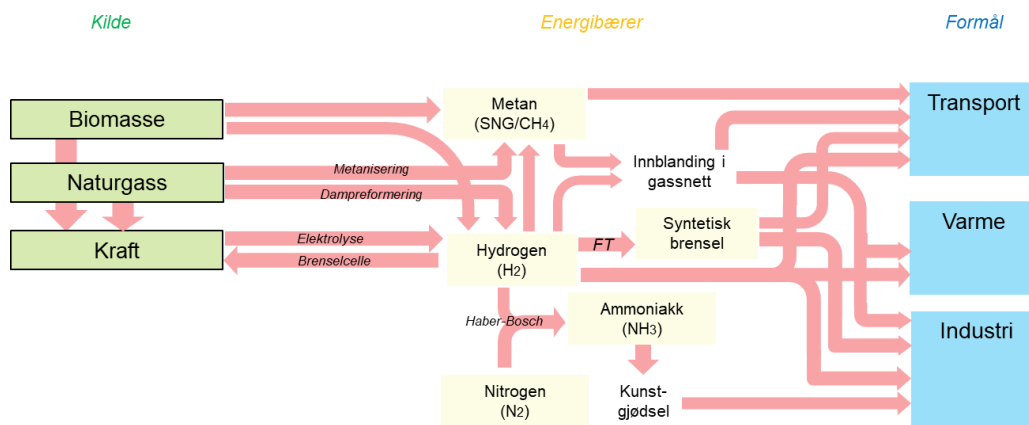 Kilde
Energibærer
Formål
Biomasse
Naturgass
Kraft
Metanisering
Dampreformering
Elektrolyse
Brenselcelle
Metan
(SNG/CH4)
Innblanding i
gassnett
Hydrogen
(H2)
FT
Syntetisk
brensel
Haber-Bosch
Ammoniakk
(NH3)
Nitrogen
(N2)
Kunst-
gjødsel
Transport
Varme
Industri